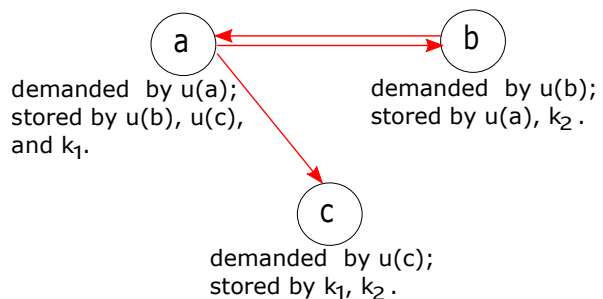 a
b
demanded by u(a);
stored by u(b), u(c),
and k₁.
demanded by u(b);
stored by u(a), k₂ .
c
demanded by u(c);
stored by k₁, k₂ .